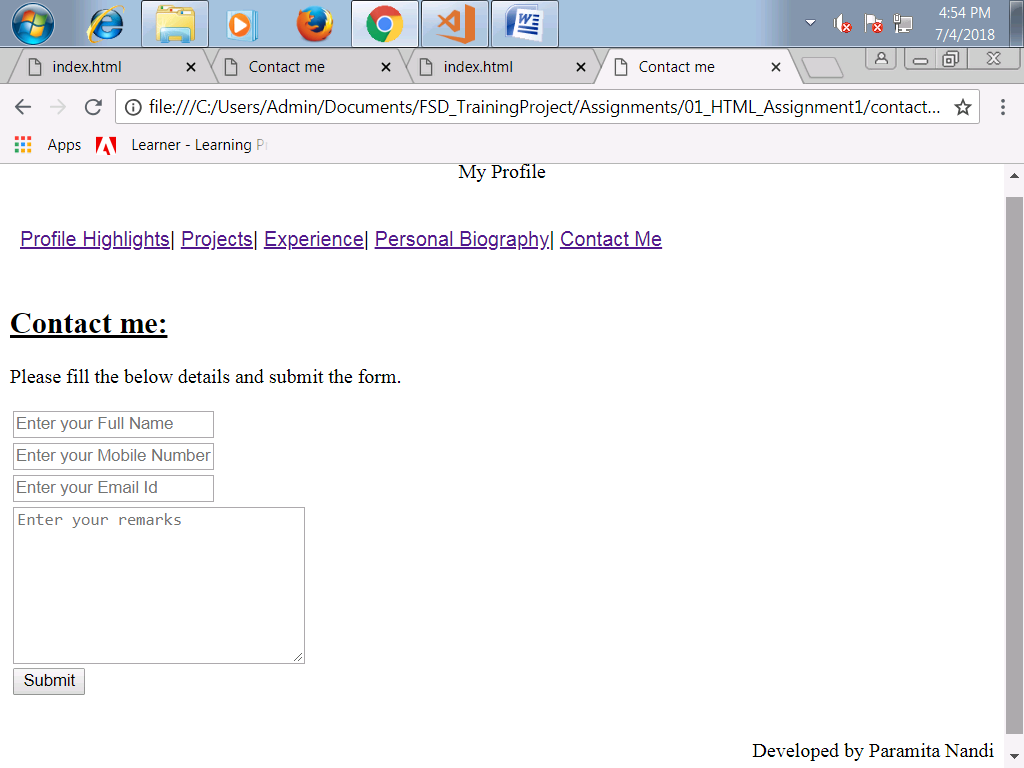 4:54 PM
7/4/2018
index.html
Contact me
index.html
Contact me
file:///C:/Users/Admin/Documents/FSD_TrainingProject/Assignments/01_HTML_Assignment1/contact...
Apps
Learner - Learning
My Profile
Profile Highlights| Projects| Experience| Personal Biography| Contact Me
Contact me:
Please fill the below details and submit the form.
Enter your Full Name
Enter your Mobile Number
Enter your Email Id
Enter your remarks
Submit
Developed by Paramita Nandi